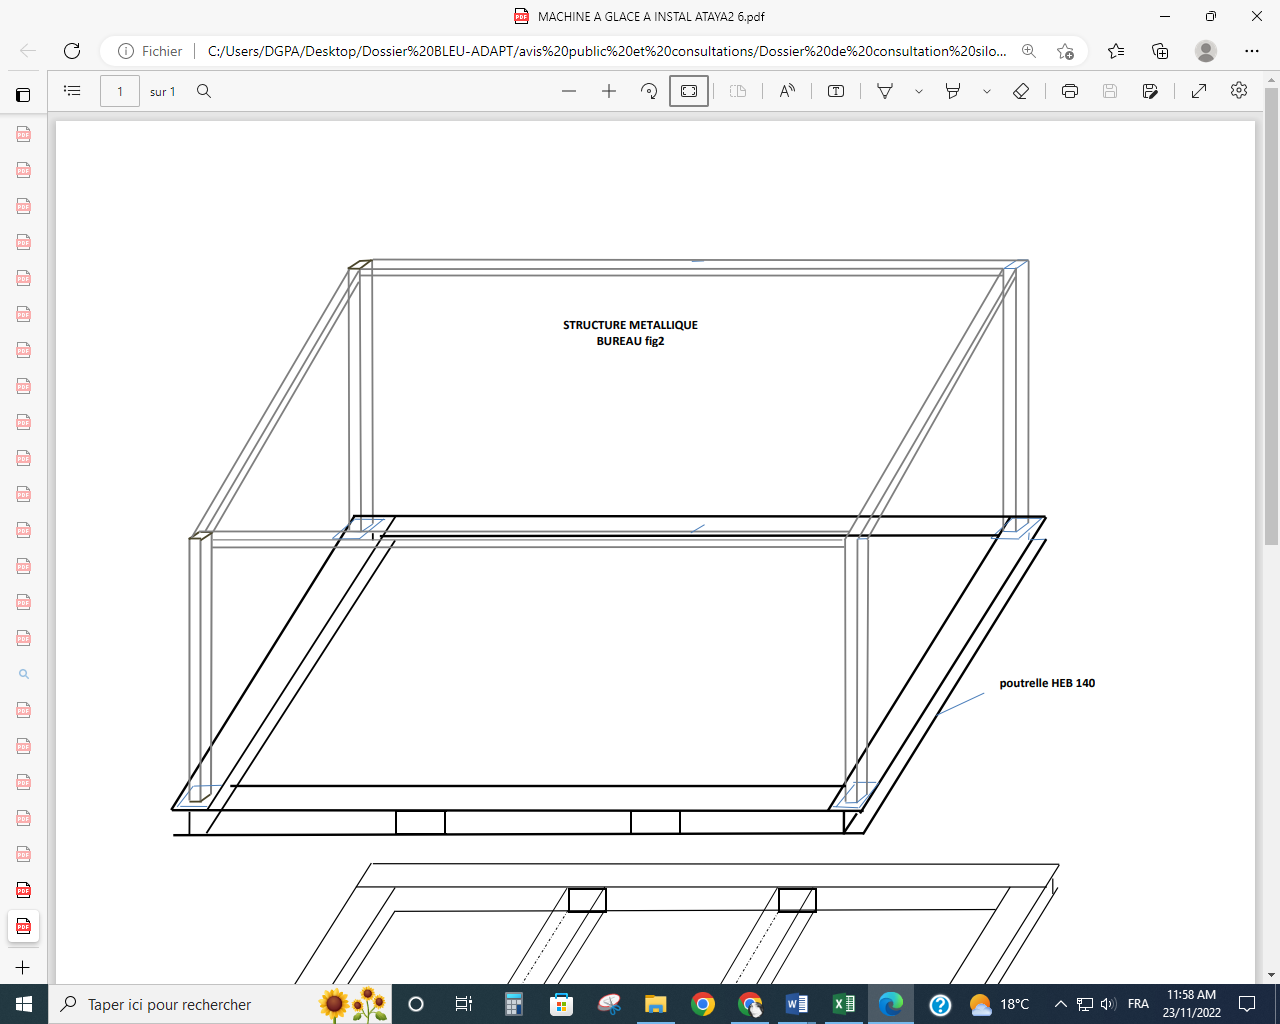 MACHINE A GLACE A INSTAL ATAYA2 6.pdf
Fichier
C:/Users/DGPA/Desktop/Dossier%20BLEU-ADAPT/avis%20public%20et%20consultations/Dossier%20de%20consultation%20silo...
1 sur 1
STRUCTURE METALLIQUE
BUREAU fig2
poutrelle HEB 140
Taper ici pour rechercher
18°C
FRA
11:58 AM
23/11/2022